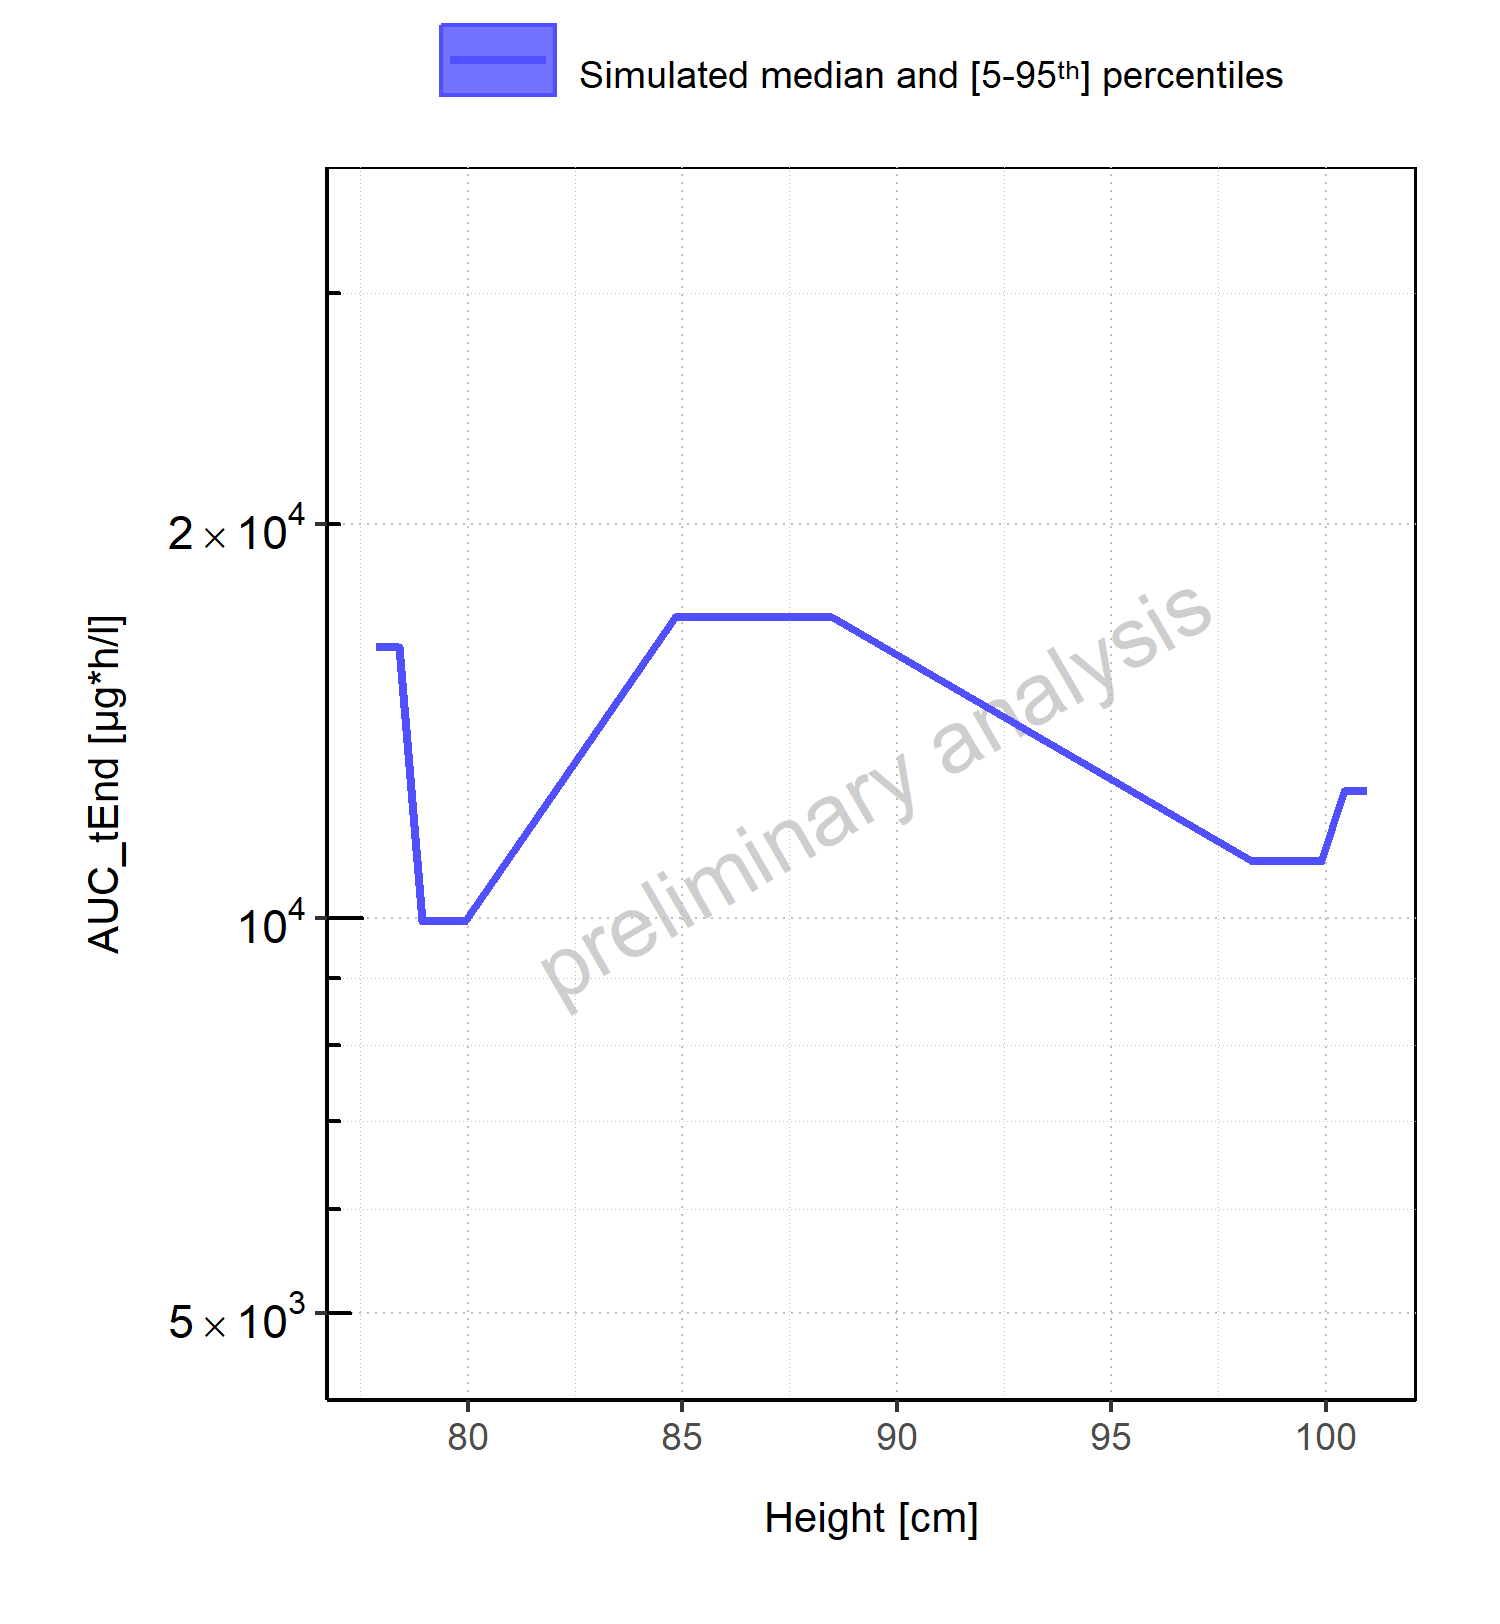 Simulated median and [5-95ᵗʰ] percentiles
AUC_tEnd [µg*h/l]
2 × 10⁴
10⁴
5 × 10³
preliminary analysis
80 85 90 95 100
Height [cm]